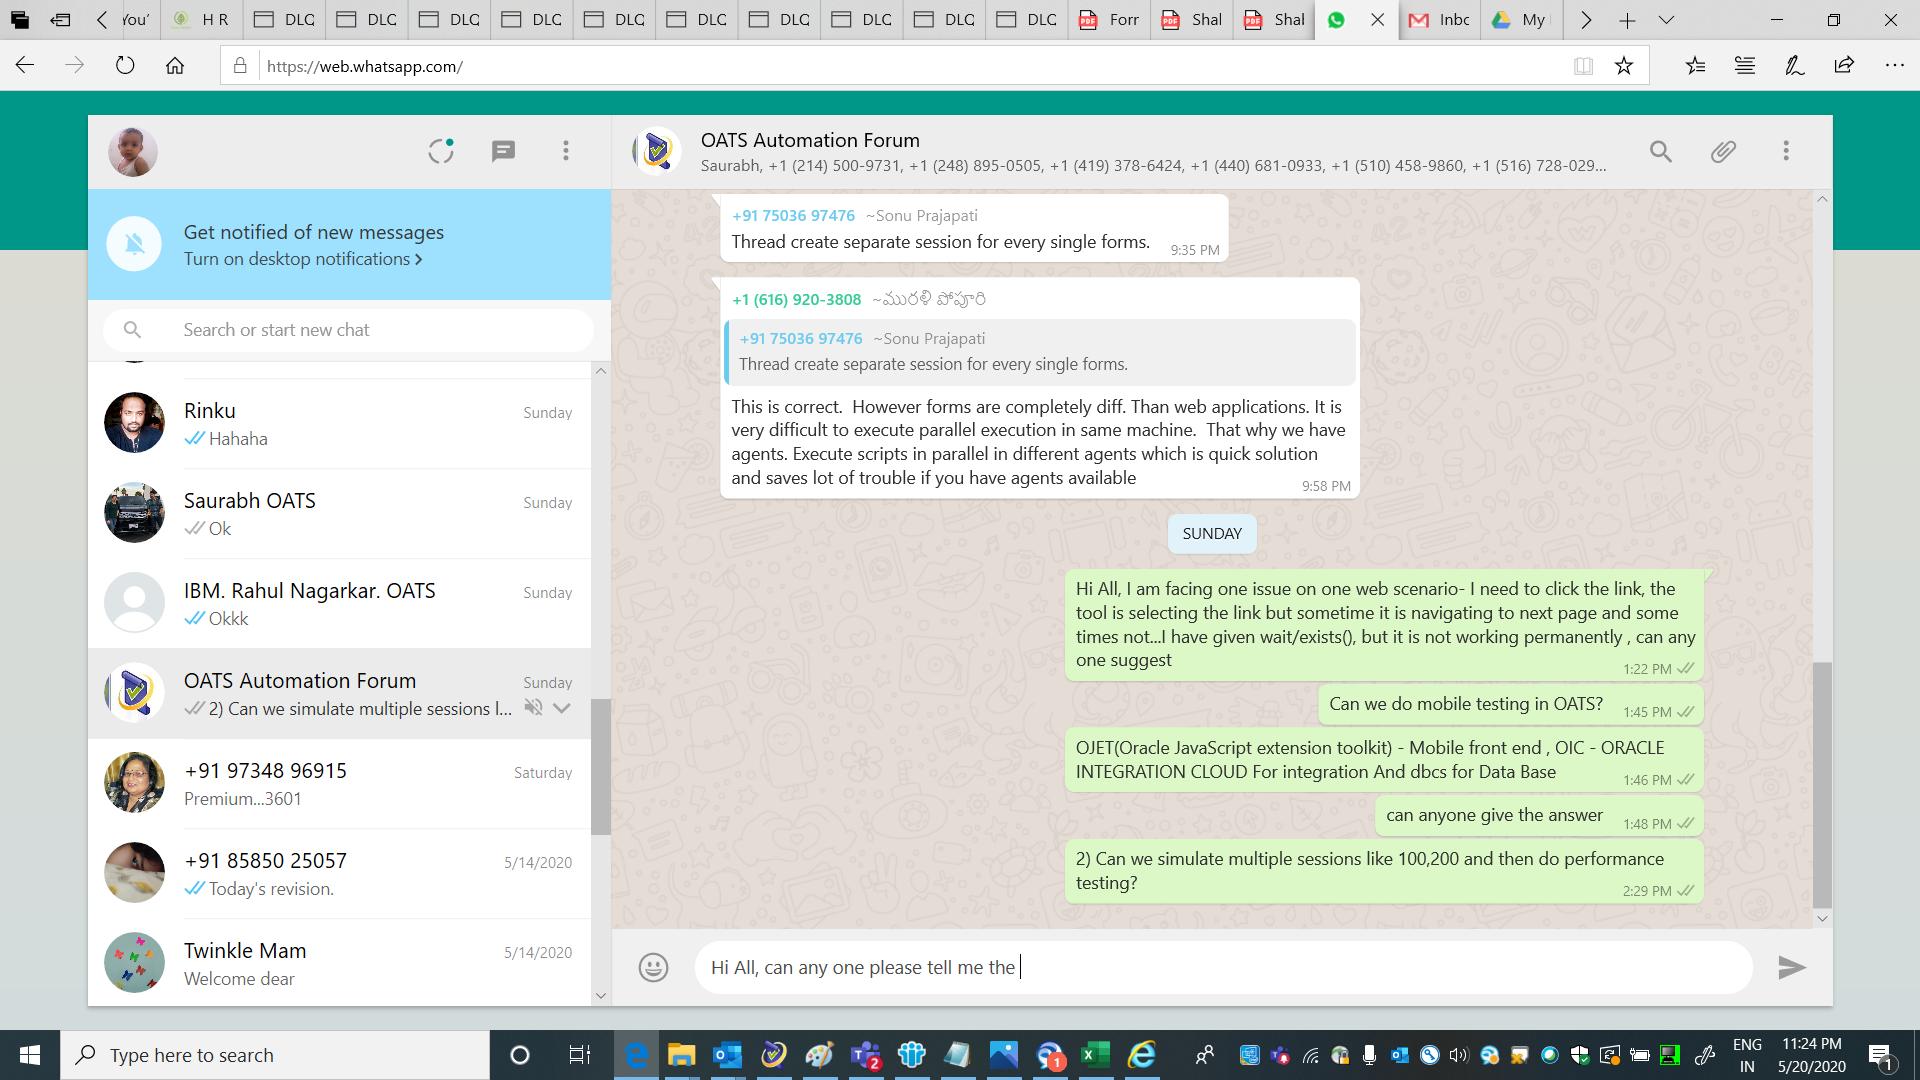 You'
H R
DLC
DLC
DLC
DLC
DLC
DLC
DLC
DLC
DLC
DLC
Forr
Shal
Shal
Inbc
My
https://web.whatsapp.com/
Get notified of new messages
Turn on desktop notifications >
Search or start new chat
Rinku Sunday
Hahaha
Saurabh OATS Sunday
Ok
IBM. Rahul Nagarkar. OATS Sunday
Okkk
OATS Automation Forum Sunday
2) Can we simulate multiple sessions l...
+91 97348 96915 Saturday
Premium...3601
+91 85850 25057 5/14/2020
Today's revision.
Twinkle Mam 5/14/2020
Welcome dear
OATS Automation Forum
Saurabh, +1 (214) 500-9731, +1 (248) 895-0505, +1 (419) 378-6424, +1 (440) 681-0933, +1 (510) 458-9860, +1 (516) 728-029...
+91 75036 97476 ~Sonu Prajapati
Thread create separate session for every single forms. 9:35 PM
+1 (616) 920-3808 ~మురళి పోపూరి
+91 75036 97476 ~Sonu Prajapati
Thread create separate session for every single forms.
This is correct. However forms are completely diff. Than web applications. It is
very difficult to execute parallel execution in same machine. That why we have
agents. Execute scripts in parallel in different agents which is quick solution
and saves lot of trouble if you have agents available 9:58 PM
SUNDAY
Hi All, I am facing one issue on one web scenario- I need to click the link, the
tool is selecting the link but sometime it is navigating to next page and some
times not...I have given wait/exists(), but it is not working permanently , can any
one suggest 1:22 PM
Can we do mobile testing in OATS? 1:45 PM
OJET(Oracle JavaScript extension toolkit) - Mobile front end , OIC - ORACLE
INTEGRATION CLOUD For integration And dbcs for Data Base 1:46 PM
can anyone give the answer 1:48 PM
2) Can we simulate multiple sessions like 100,200 and then do performance
testing? 2:29 PM
Hi All, can any one please tell me the
Type here to search
2
1
ENG
IN
11:24 PM
5/20/2020
1